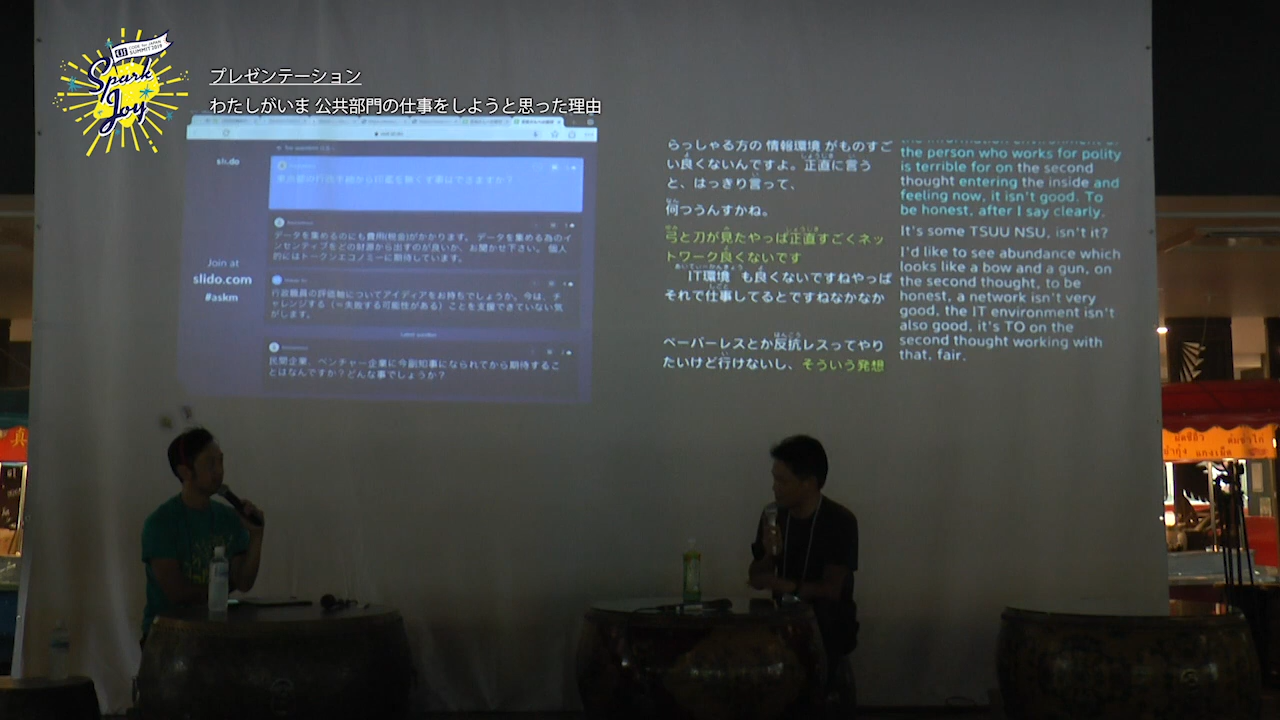 CODE for JAPAN
SUMMIT 2019
Spark
Joy
プレゼンテーション
わたしがいま 公共部門の仕事をしようと思った理由
sli.do
Join at
slido.com
#askm
データを集めるのにも費用(税金)がかかります。 データを集める為のイ
ンセンティブをどの財源から出すのが良いか、お聞かせ下さい。 個人
的にはトークンエコノミーに期待しています。
行政職員の評価軸についてアイディアをお持ちでしょうか。今は、チ
ャレンジする（＝失敗する可能性がある）ことを支援できていない気
がします。
民間企業、ベンチャー企業に今副知事になられてから期待するこ
とはなんですか？どんな事でしょうか？
らっしゃる方の 情報環境 がものすご
い良くないんですよ。正直に言う
と、はっきり言って、
何つうんすかね。
弓と刀が見たやっぱ正直すごくネッ
トワーク良くないです
IT環境 も良くないですねやっぱ
それで仕事してるとですねなかなか
ペーパーレスとか反抗レスってやり
たいけど行けないし、そういう発想
the person who works for polity
is terrible for on the second
thought entering the inside and
feeling now, it isn't good. To
be honest, after I say clearly.
It's some TSUU NSU, isn't it?
I'd like to see abundance which
looks like a bow and a gun, on
the second thought, to be
honest, a network isn't very
good, the IT environment isn't
also good, it's TO on the
second thought working with
that, fair.